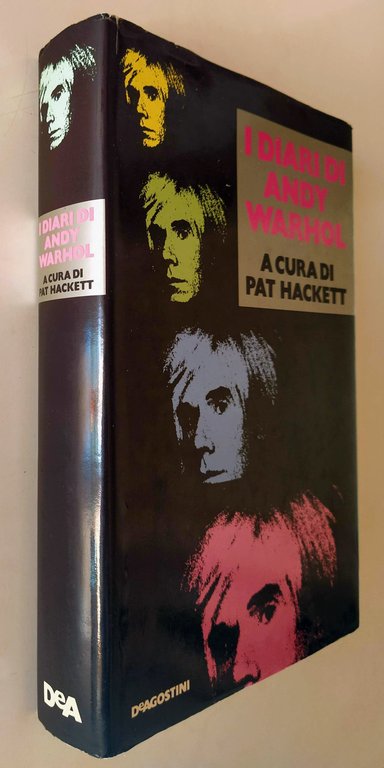 I DIARI DI
ANDY
WARHOL
A CURA DI
PAT HACKETT
DeA
I DIARI DI
ANDY
WARHOL
A CURA DI
PAT HACKETT
DeAGOSTINI